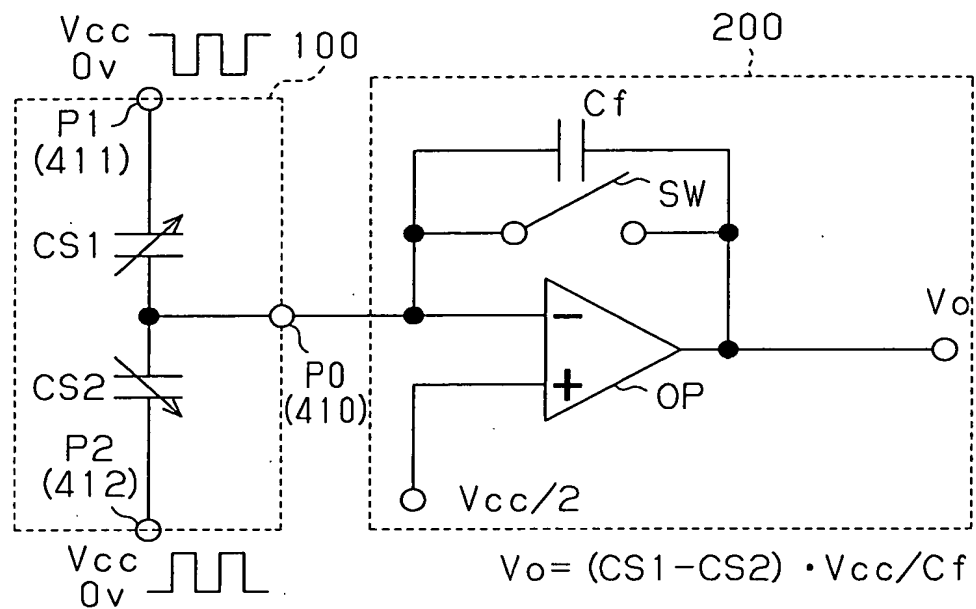 Vcc
0v
100
200
P1
(411)
Cf
SW
CS1
Vo
−
CS2
P0
(410)
+
OP
P2
(412)
Vcc/2
Vcc
0v
Vo= (CS1−CS2) · Vcc/Cf